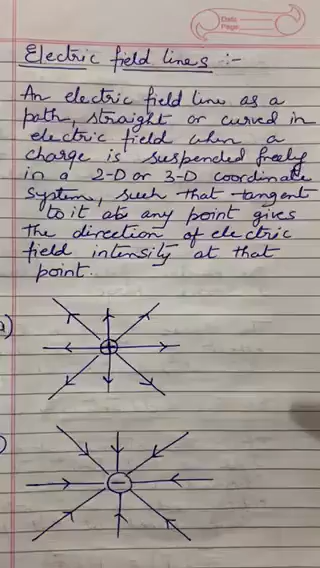 Date
Page
Electric field lines :-
An electric field line as a
path, straight or curved in
electric field when a
charge is suspended freely
in a 2-D or 3-D coordinate
system, such that tangent
to it at any point gives
the direction of electric
field intensity at that
point.
)
+
)
−